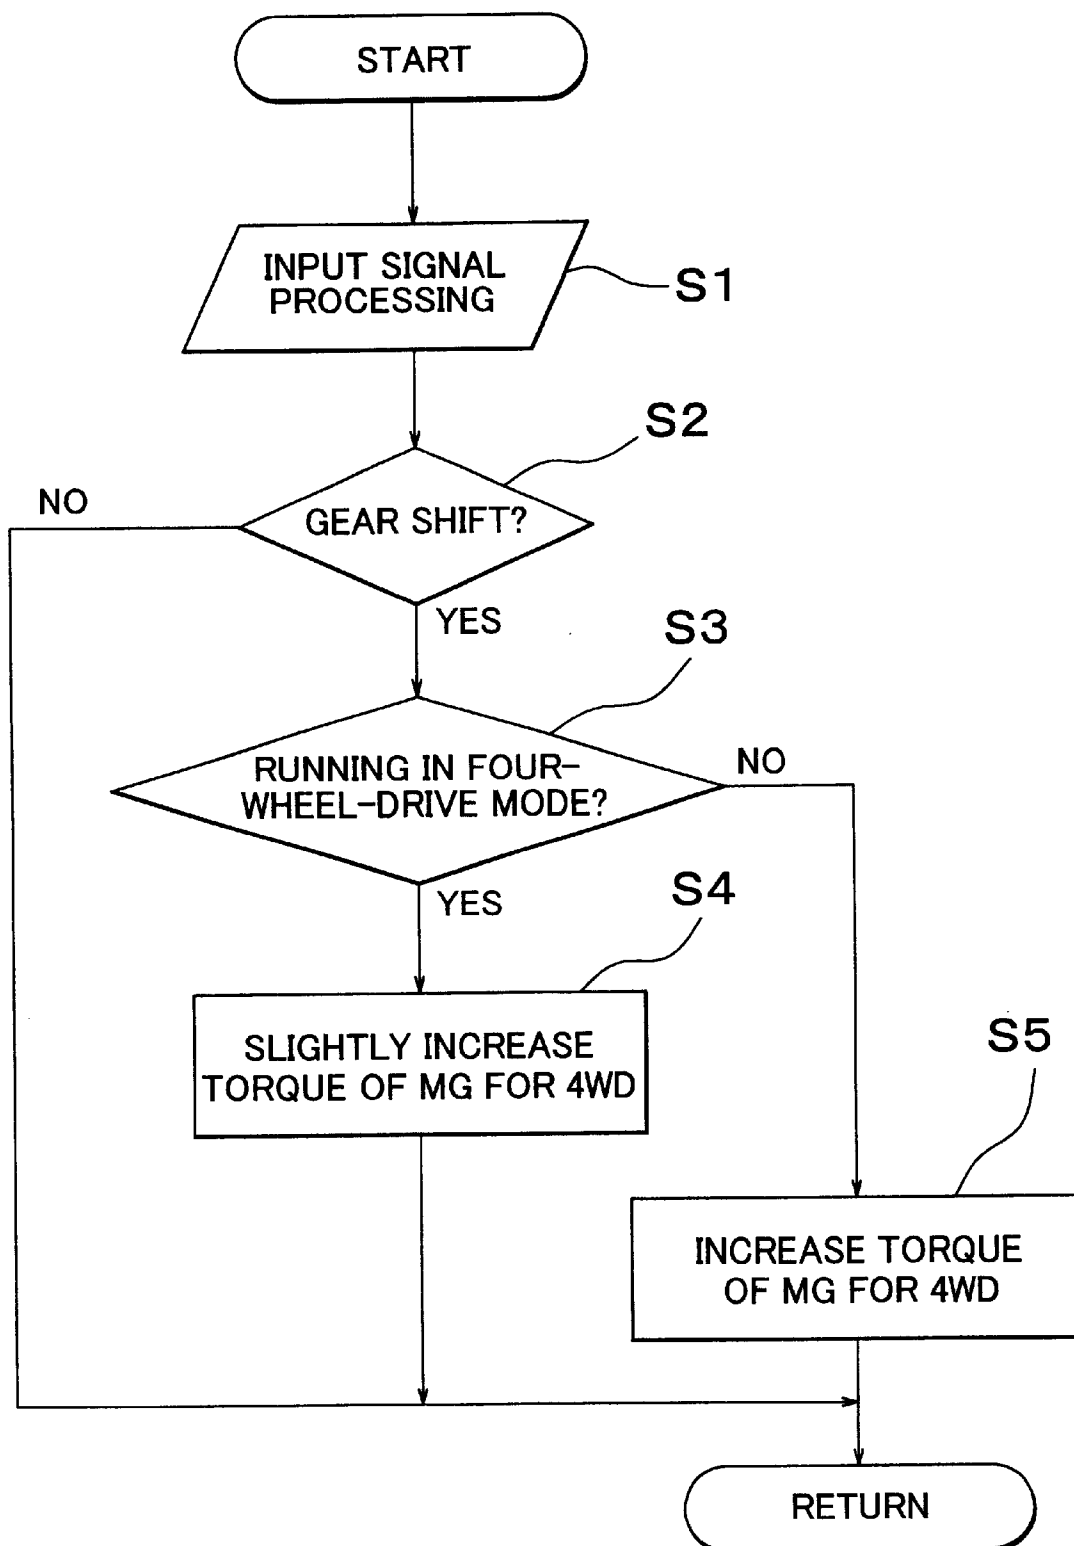 START
INPUT SIGNAL
PROCESSING
S1
S2
NO
GEAR SHIFT?
YES
S3
RUNNING IN FOUR-
WHEEL-DRIVE MODE?
NO
YES
S4
SLIGHTLY INCREASE
TORQUE OF MG FOR 4WD
S5
INCREASE TORQUE
OF MG FOR 4WD
RETURN